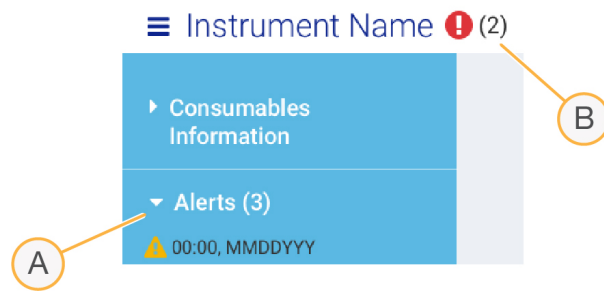 Instrument Name ! (2)
Consumables
Information
B
Alerts (3)
A
! 00:00, MMDDYYY